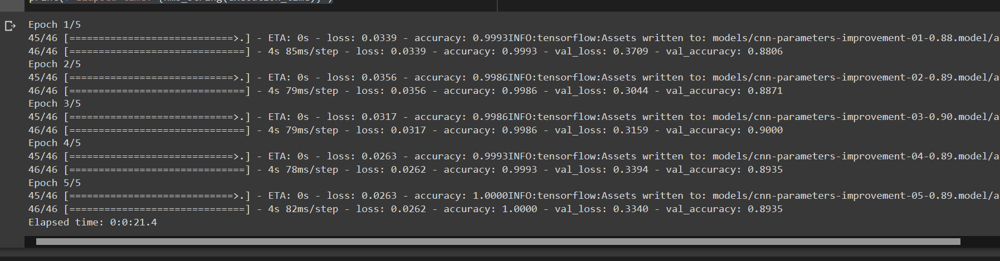 Epoch 1/5
45/46 [============================>.] - ETA: 0s - loss: 0.0339 - accuracy: 0.9993INFO:tensorflow:Assets written to: models/cnn-parameters-improvement-01-0.88.model/a
46/46 [==============================] - 4s 85ms/step - loss: 0.0339 - accuracy: 0.9993 - val_loss: 0.3709 - val_accuracy: 0.8806
Epoch 2/5
45/46 [============================>.] - ETA: 0s - loss: 0.0356 - accuracy: 0.9986INFO:tensorflow:Assets written to: models/cnn-parameters-improvement-02-0.89.model/a
46/46 [==============================] - 4s 79ms/step - loss: 0.0356 - accuracy: 0.9986 - val_loss: 0.3044 - val_accuracy: 0.8871
Epoch 3/5
45/46 [============================>.] - ETA: 0s - loss: 0.0317 - accuracy: 0.9986INFO:tensorflow:Assets written to: models/cnn-parameters-improvement-03-0.90.model/a
46/46 [==============================] - 4s 79ms/step - loss: 0.0317 - accuracy: 0.9986 - val_loss: 0.3159 - val_accuracy: 0.9000
Epoch 4/5
45/46 [============================>.] - ETA: 0s - loss: 0.0263 - accuracy: 0.9993INFO:tensorflow:Assets written to: models/cnn-parameters-improvement-04-0.89.model/a
46/46 [==============================] - 4s 78ms/step - loss: 0.0262 - accuracy: 0.9993 - val_loss: 0.3394 - val_accuracy: 0.8935
Epoch 5/5
45/46 [============================>.] - ETA: 0s - loss: 0.0263 - accuracy: 1.0000INFO:tensorflow:Assets written to: models/cnn-parameters-improvement-05-0.89.model/a
46/46 [==============================] - 4s 82ms/step - loss: 0.0262 - accuracy: 1.0000 - val_loss: 0.3340 - val_accuracy: 0.8935
Elapsed time: 0:0:21.4